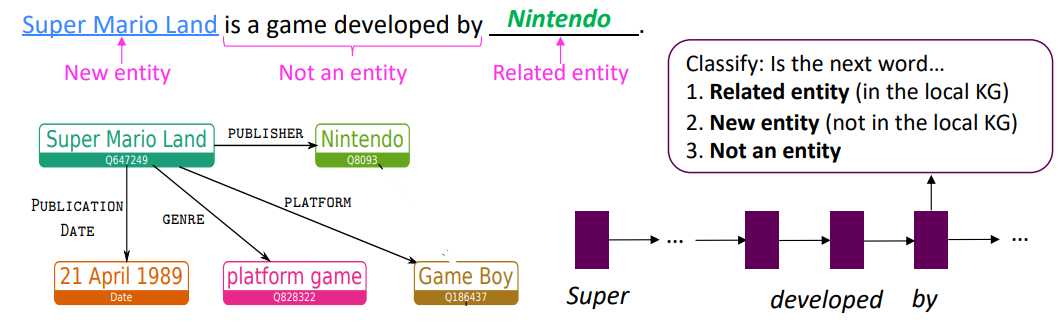 Super Mario Land is a game developed by Nintendo.
New entity Not an entity Related entity
Classify: Is the next word...
1. Related entity (in the local KG)
2. New entity (not in the local KG)
3. Not an entity
Super Mario Land
Q647249
PUBLISHER
Nintendo
Q8093
PUBLICATION
DATE
GENRE
PLATFORM
21 April 1989
Date
platform game
Q828322
Game Boy
Q186437
... ...
Super developed by